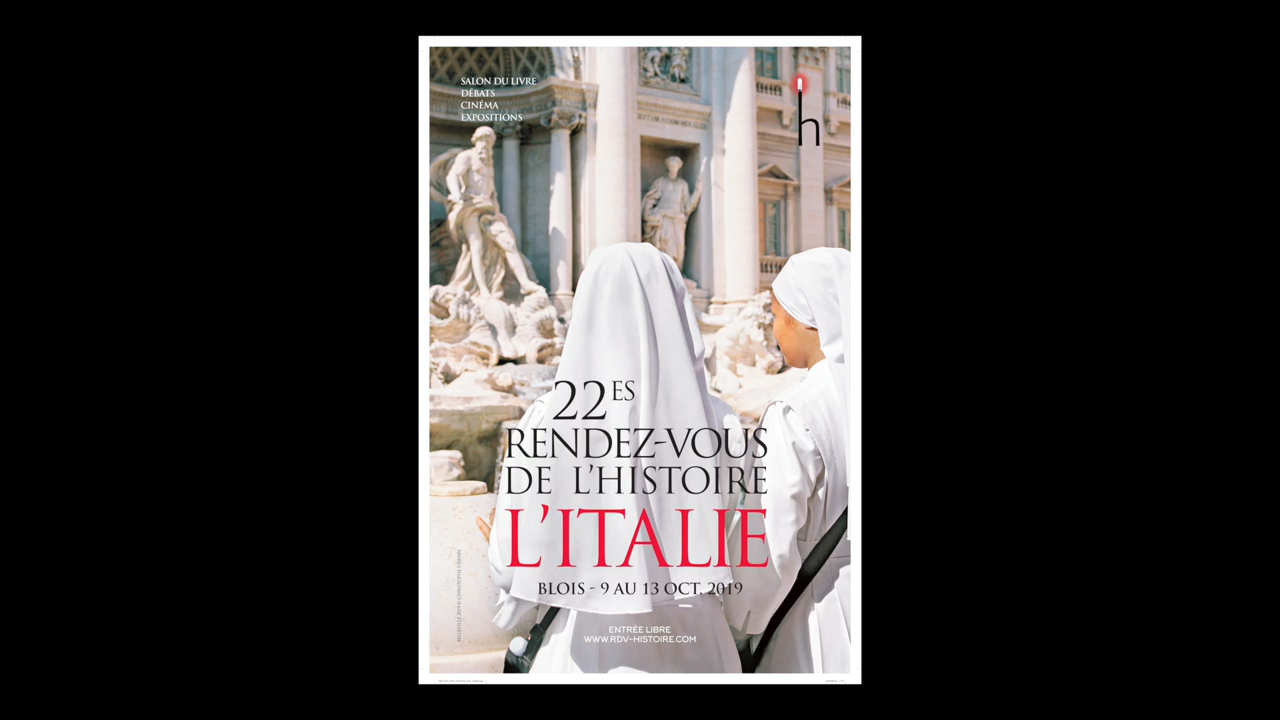 SALON DU LIVRE
DÉBATS
CINÉMA
EXPOSITIONS
h
22ES
RENDEZ-VOUS
DE L'HISTOIRE
L'ITALIE
BLOIS - 9 AU 13 OCT. 2019
ENTRÉE LIBRE
WWW.RDV-HISTOIRE.COM